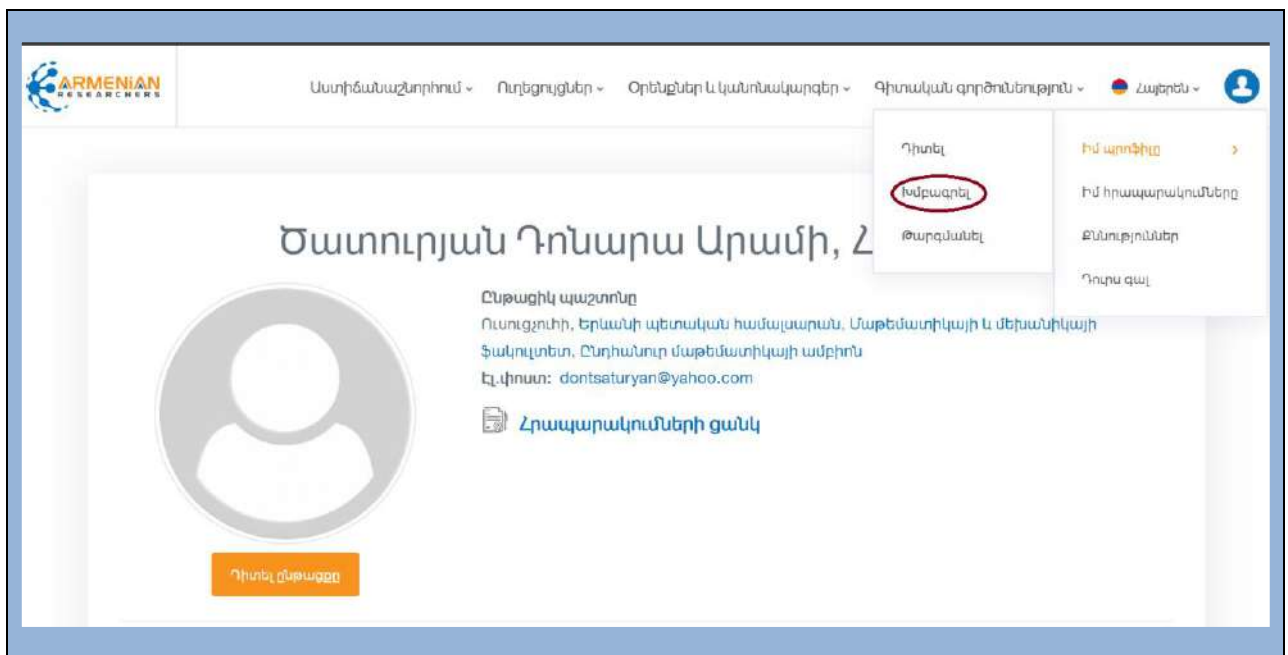 ARMENiAN
RESEARCHERS
Աստիճանաշնորհում Ուղեցույցներ Օրենքներ և կանոնակարգեր Գիտական գործունեություն Հայերեն
Դիտել
Խմբագրել
Թարգմանել
Իմ պրոֆիլը
Իմ հրապարակումները
Քննություններ
Դուրս գալ
Ծատուրյան Դոնարա Արամի, Հ
Ընթացիկ պաշտոնը
Ուսուցչուհի, Երևանի պետական համալսարան, Մաթեմատիկայի և մեխանիկայի
ֆակուլտետ, Ընդհանուր մաթեմատիկայի ամբիոն
Էլ.փոստ: dontsaturyan@yahoo.com
Հրապարակումների ցանկ
Դիտել ընթացքը